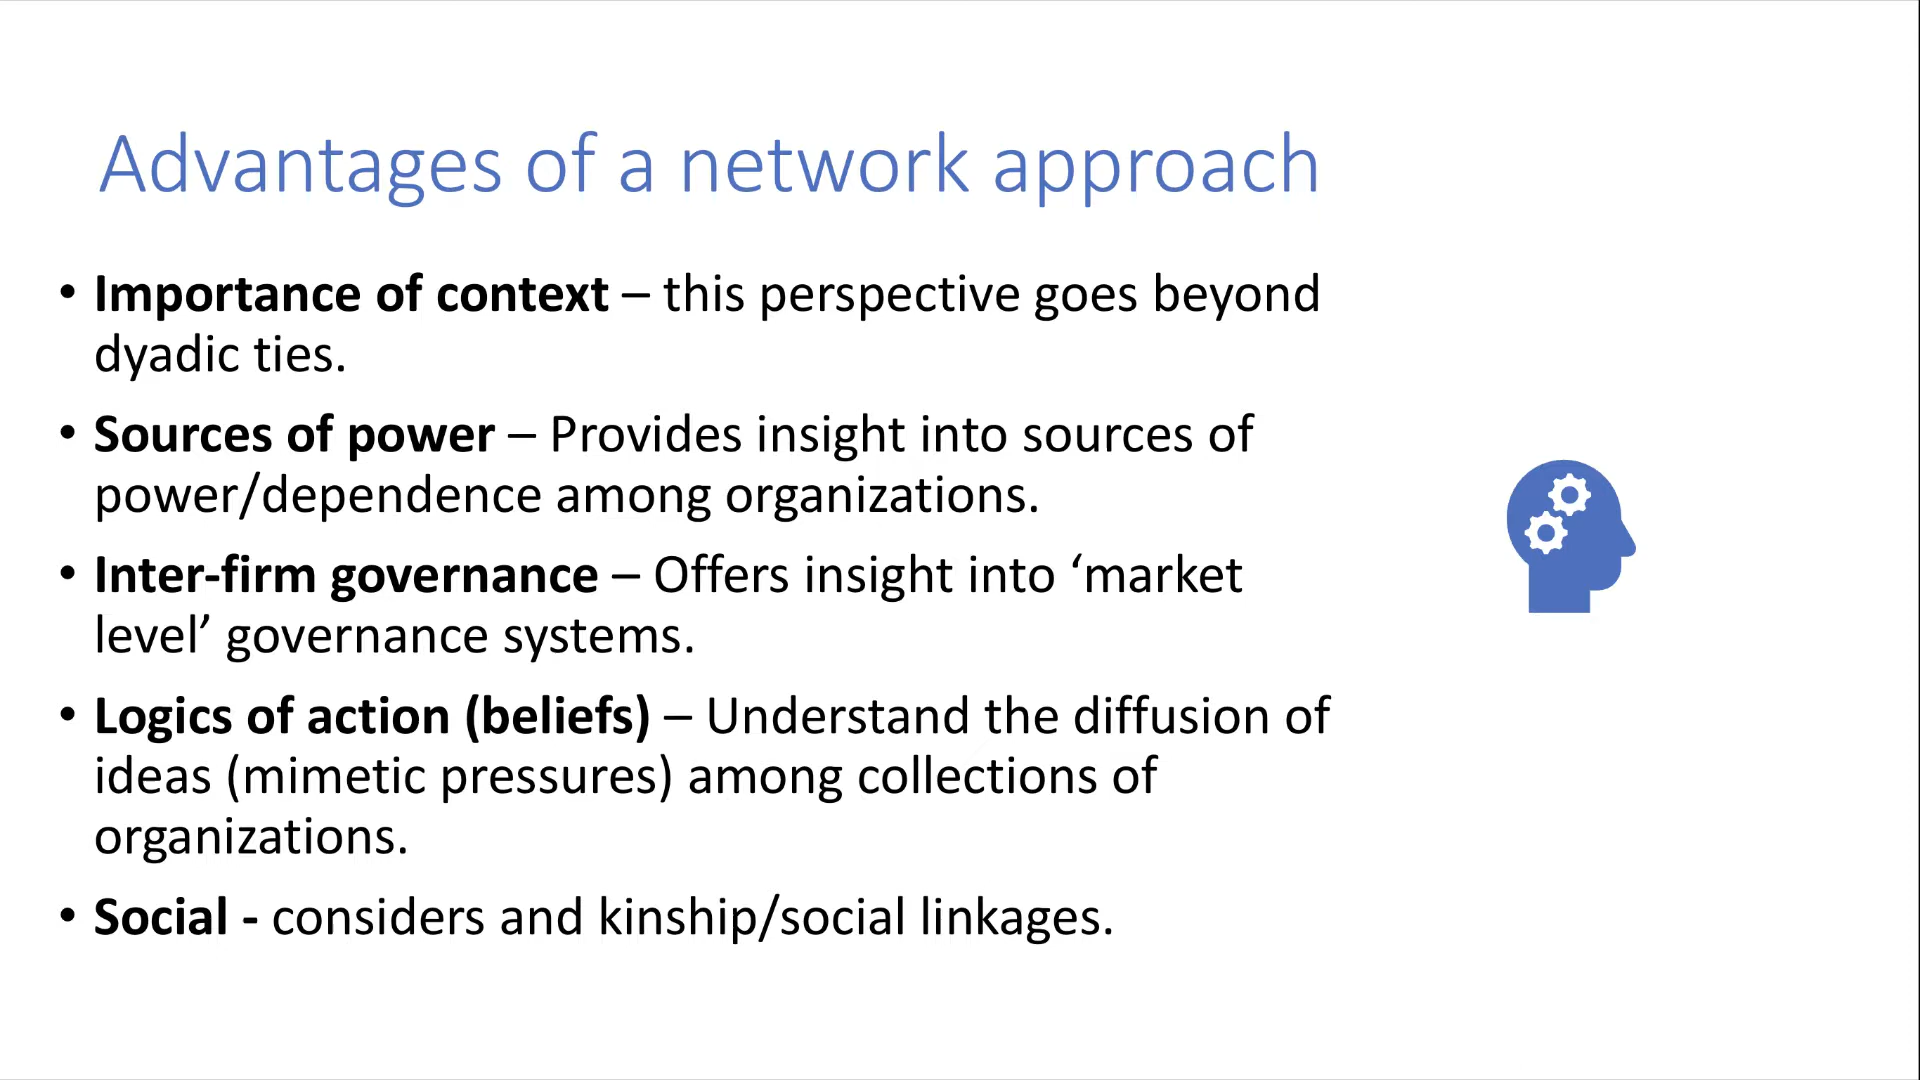 Advantages of a network approach
• Importance of context – this perspective goes beyond
dyadic ties.
• Sources of power – Provides insight into sources of
power/dependence among organizations.
• Inter-firm governance – Offers insight into ‘market
level’ governance systems.
• Logics of action (beliefs) – Understand the diffusion of
ideas (mimetic pressures) among collections of
organizations.
• Social - considers and kinship/social linkages.